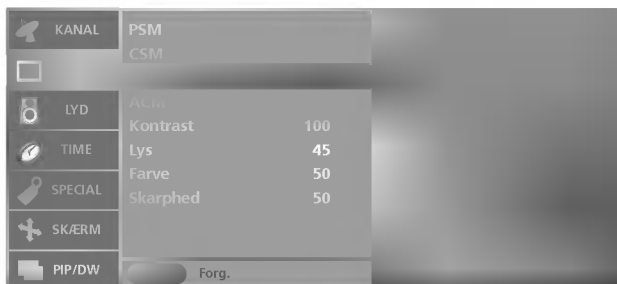 KANAL
PSM
CSM
LYD
ACM
Kontrast 100
TIME
Lys 45
Farve 50
SPECIAL
Skarphed 50
SKÆRM
PIP/DW
Forg.